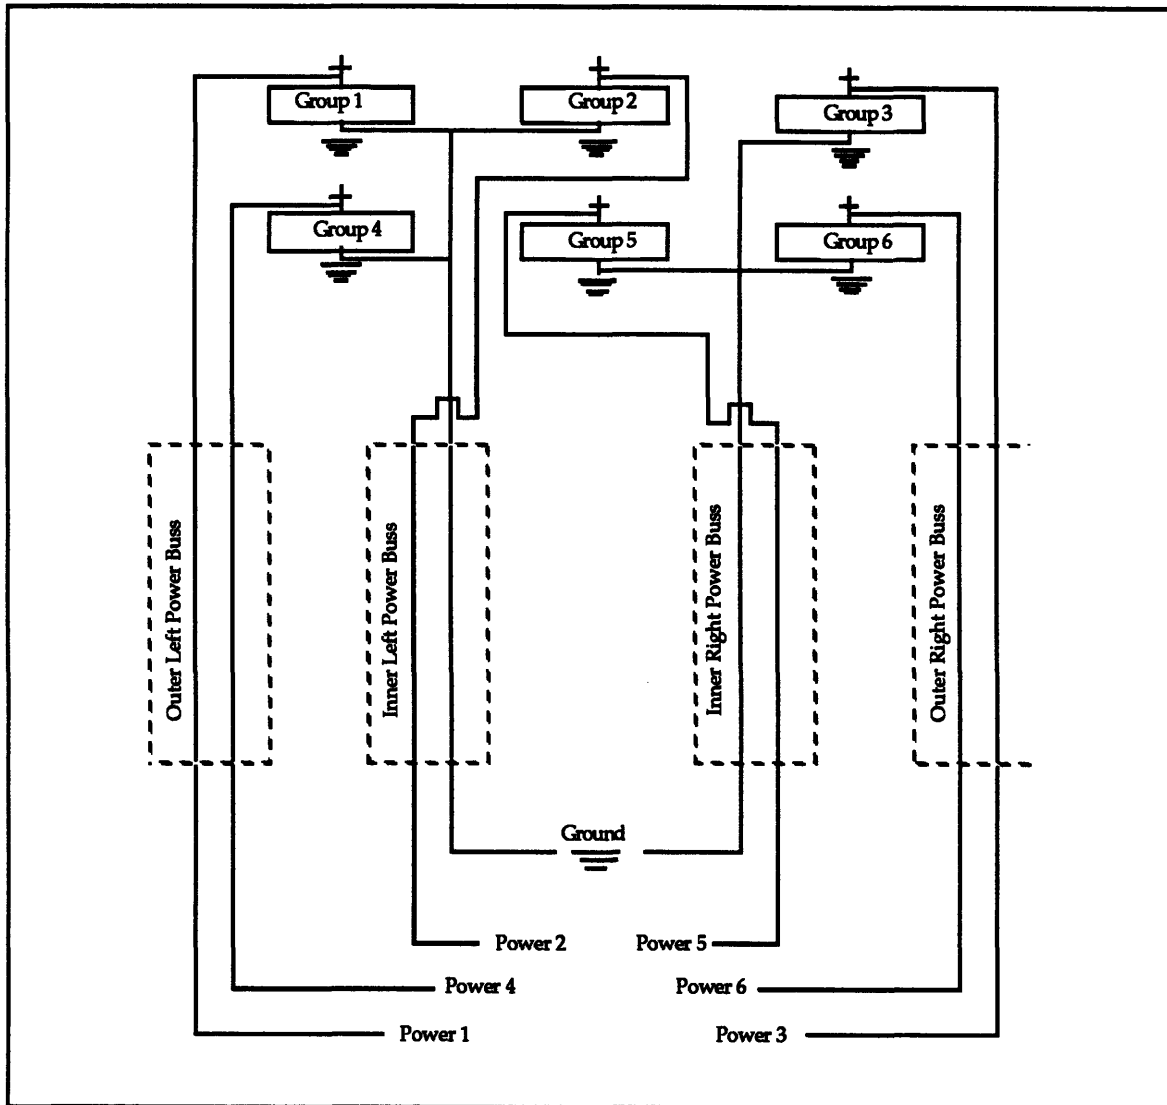 Group 1
Group 2
Group 3
Group 4
Group 5
Group 6
Outer Left Power Buss
Inner Left Power Buss
Inner Right Power Buss
Outer Right Power Buss
Ground
Power 2
Power 5
Power 4
Power 6
Power 1
Power 3